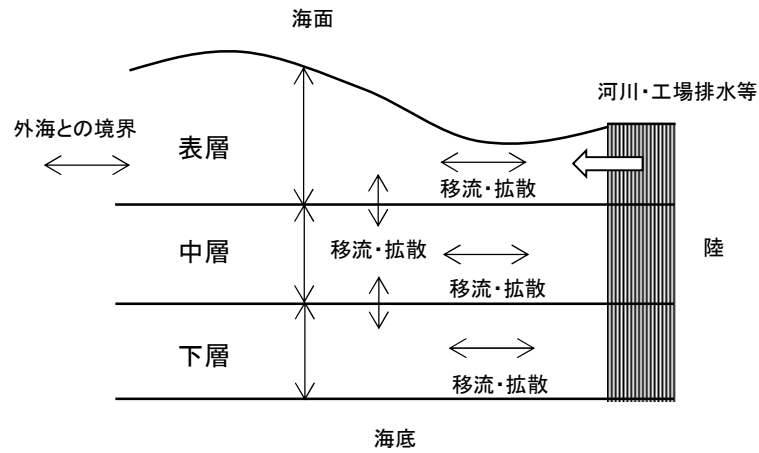 海面
河川・工場排水等
外海との境界
表層
移流・拡散
中層
移流・拡散
陸
移流・拡散
下層
移流・拡散
海底